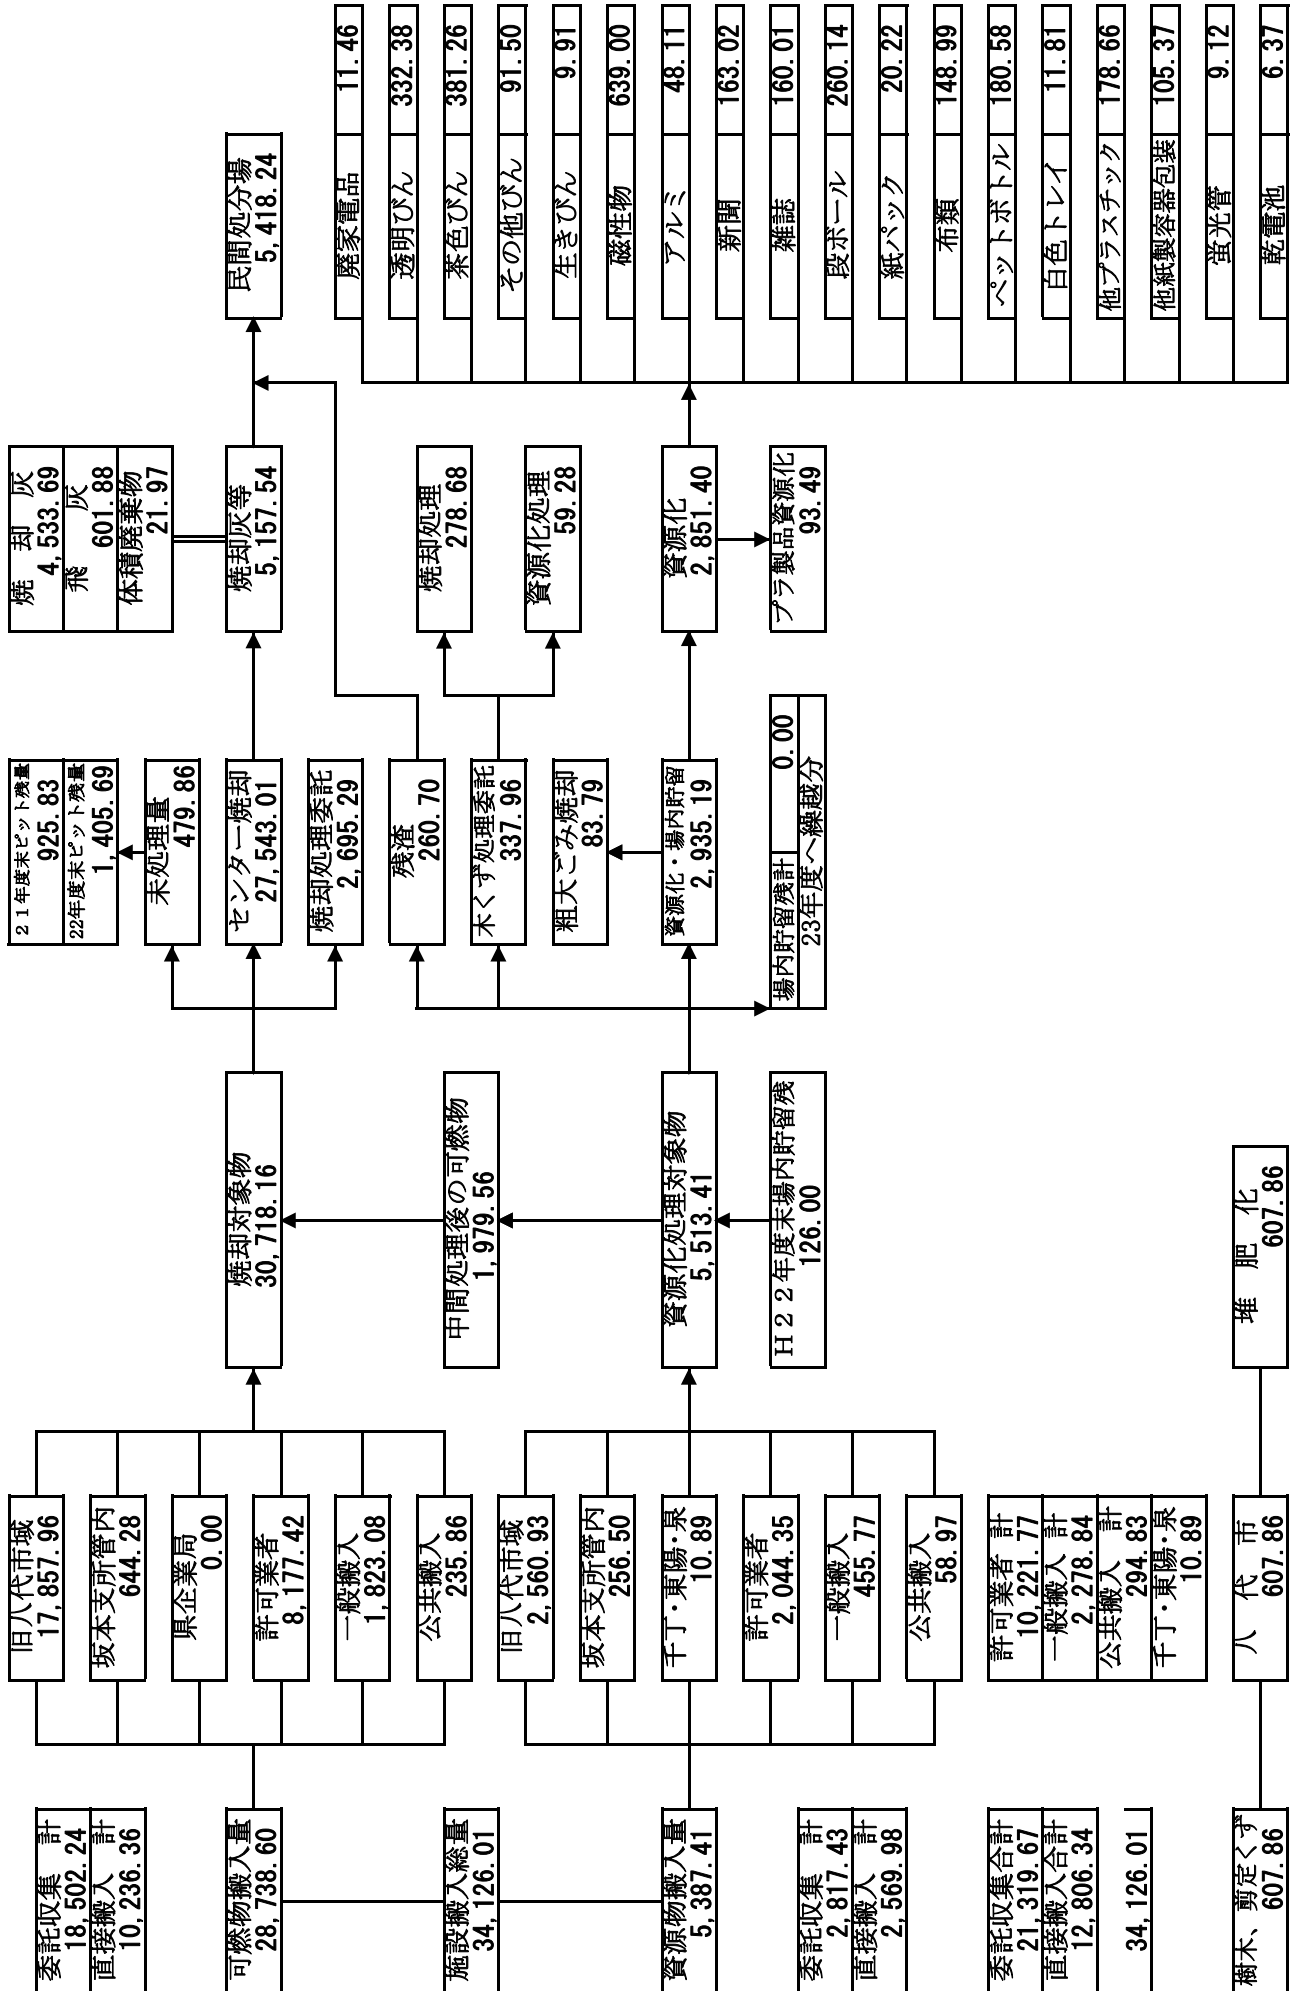 委託収集　計
18,502.24
直接搬入　計
10,236.36
可燃物搬入量
28,738.60
施設搬入総量
34,126.01
資源物搬入量
5,387.41
委託収集　計
2,817.43
直接搬入　計
2,569.98
委託収集合計
21,319.67
直接搬入合計
12,806.34
34,126.01
樹木、剪定くず
607.86
旧八代市域
17,857.96
坂本支所管内
644.28
県企業局
0.00
許可業者
8,177.42
一般搬入
1,823.08
公共搬入
235.86
旧八代市域
2,560.93
坂本支所管内
256.50
千丁・東陽・泉
10.89
許可業者
2,044.35
一般搬入
455.77
公共搬入
58.97
許可業者　計
10,221.77
一般搬入　計
2,278.84
公共搬入　計
294.83
千丁・東陽・泉
10.89
八　代　市
607.86
焼却対象物
30,718.16
中間処理後の可燃物
1,979.56
資源化処理対象物
5,513.41
Ｈ２２年度末場内貯留残
126.00
堆　肥　化
607.86
２１年度末ピット残量
925.83
22年度末ピット残量
1,405.69
未処理量
479.86
センター焼却
27,543.01
焼却処理委託
2,695.29
残渣
260.70
木くず処理委託
337.96
粗大ごみ焼却
83.79
資源化・場内貯留
2,935.19
場内貯留残計 0.00
23年度へ繰越分
焼　却　灰
4,533.69
飛　　灰
601.88
体積廃棄物
21.97
焼却灰等
5,157.54
焼却処理
278.68
資源化処理
59.28
資源化
2,851.40
プラ製品資源化
93.49
民間処分場
5,418.24
廃家電品 11.46
透明びん 332.38
茶色びん 381.26
その他びん 91.50
生きびん 9.91
磁性物 639.00
アルミ 48.11
新聞 163.02
雑誌 160.01
段ボール 260.14
紙パック 20.22
布類 148.99
ペットボトル 180.58
白色トレイ 11.81
他プラスチック 178.66
他紙製容器包装 105.37
蛍光管 9.12
乾電池 6.37